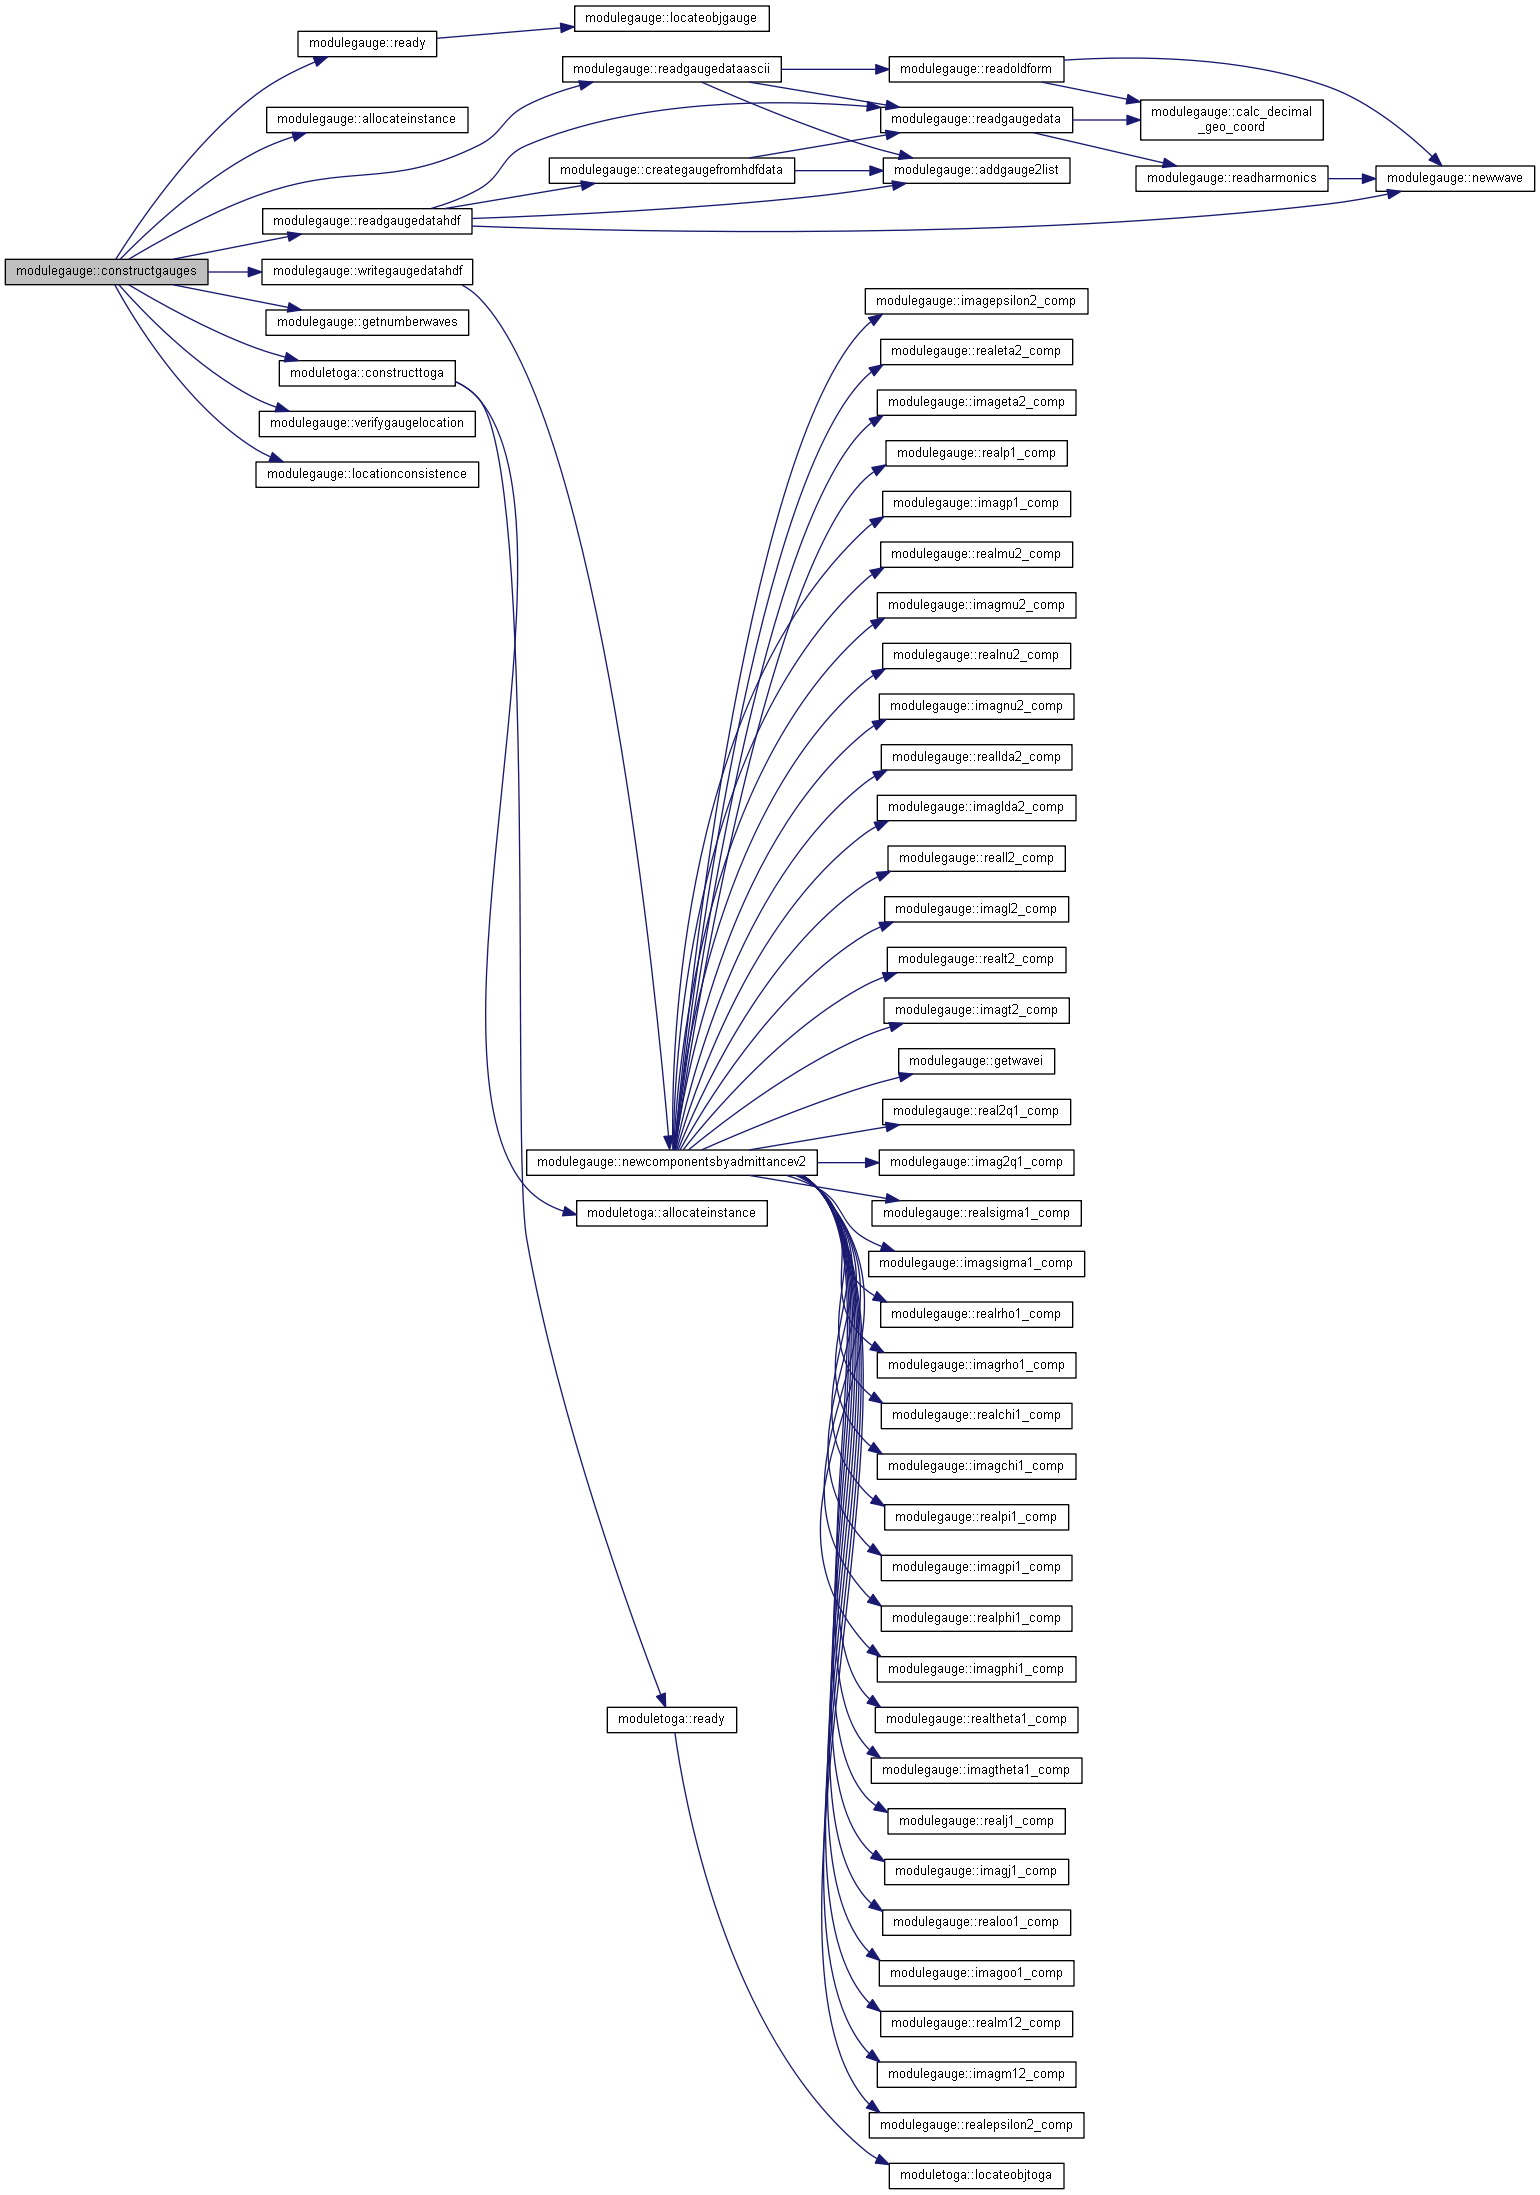 modulegauge::constructgauges
modulegauge::ready
modulegauge::allocateinstance
modulegauge::readgaugedatahdf
modulegauge::writegaugedatahdf
modulegauge::getnumberwaves
moduletoga::constructtoga
modulegauge::verifygaugelocation
modulegauge::locationconsistence
modulegauge::locateobjgauge
modulegauge::readgaugedataascii
modulegauge::creategaugefromhdfdata
modulegauge::newcomponentsbyadmittancev2
moduletoga::allocateinstance
moduletoga::ready
modulegauge::readoldform
modulegauge::readgaugedata
modulegauge::addgauge2list
modulegauge::calc_decimal
_geo_coord
modulegauge::readharmonics
modulegauge::newwave
modulegauge::imagepsilon2_comp
modulegauge::realeta2_comp
modulegauge::imageta2_comp
modulegauge::realp1_comp
modulegauge::imagp1_comp
modulegauge::realmu2_comp
modulegauge::imagmu2_comp
modulegauge::realnu2_comp
modulegauge::imagnu2_comp
modulegauge::reallda2_comp
modulegauge::imaglda2_comp
modulegauge::reall2_comp
modulegauge::imagl2_comp
modulegauge::realt2_comp
modulegauge::imagt2_comp
modulegauge::getwavei
modulegauge::real2q1_comp
modulegauge::imag2q1_comp
modulegauge::realsigma1_comp
modulegauge::imagsigma1_comp
modulegauge::realrho1_comp
modulegauge::imagrho1_comp
modulegauge::realchi1_comp
modulegauge::imagchi1_comp
modulegauge::realpi1_comp
modulegauge::imagpi1_comp
modulegauge::realphi1_comp
modulegauge::imagphi1_comp
modulegauge::realtheta1_comp
modulegauge::imagtheta1_comp
modulegauge::realj1_comp
modulegauge::imagj1_comp
modulegauge::realoo1_comp
modulegauge::imagoo1_comp
modulegauge::realm12_comp
modulegauge::imagm12_comp
modulegauge::realepsilon2_comp
moduletoga::locateobjtoga